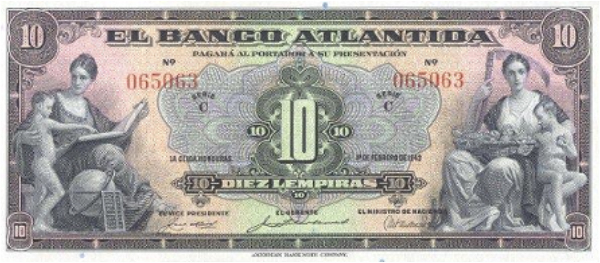 10 EL BANCO ATLANTIDA 10
PAGARÁ AL PORTADOR A SU PRESENTACIÓN
Nº Nº
065063 065063
SERIE SERIE
C C
10 10 10
LA CEIBA, HONDURAS 1º DE FEBRERO DE 1943
10 DIEZ LEMPIRAS 10
EL VICE PRESIDENTE EL GERENTE EL MINISTRO DE HACIENDA
10 10
AMERICAN BANK NOTE COMPANY.